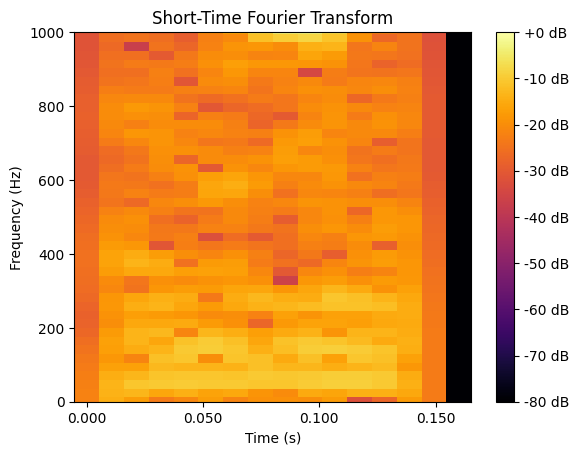 Short-Time Fourier Transform
1000
800
600
400
200
0
Frequency (Hz)
0.000
0.050
0.100
0.150
Time (s)
+0 dB
-10 dB
-20 dB
-30 dB
-40 dB
-50 dB
-60 dB
-70 dB
-80 dB